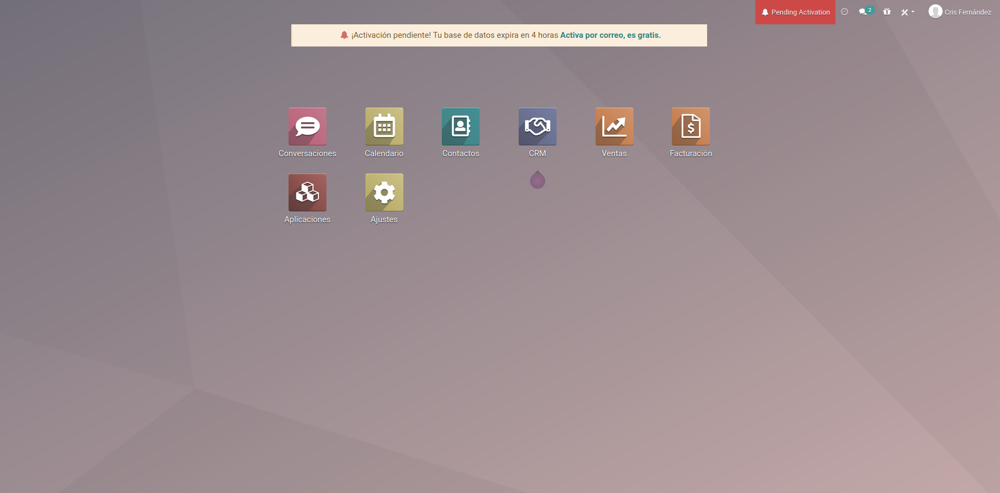 Pending Activation
2
Cris Fernández
¡Activación pendiente! Tu base de datos expira en 4 horas Activa por correo, es gratis.
Conversaciones
Calendario
Contactos
CRM
Ventas
$
Facturación
Aplicaciones
Ajustes